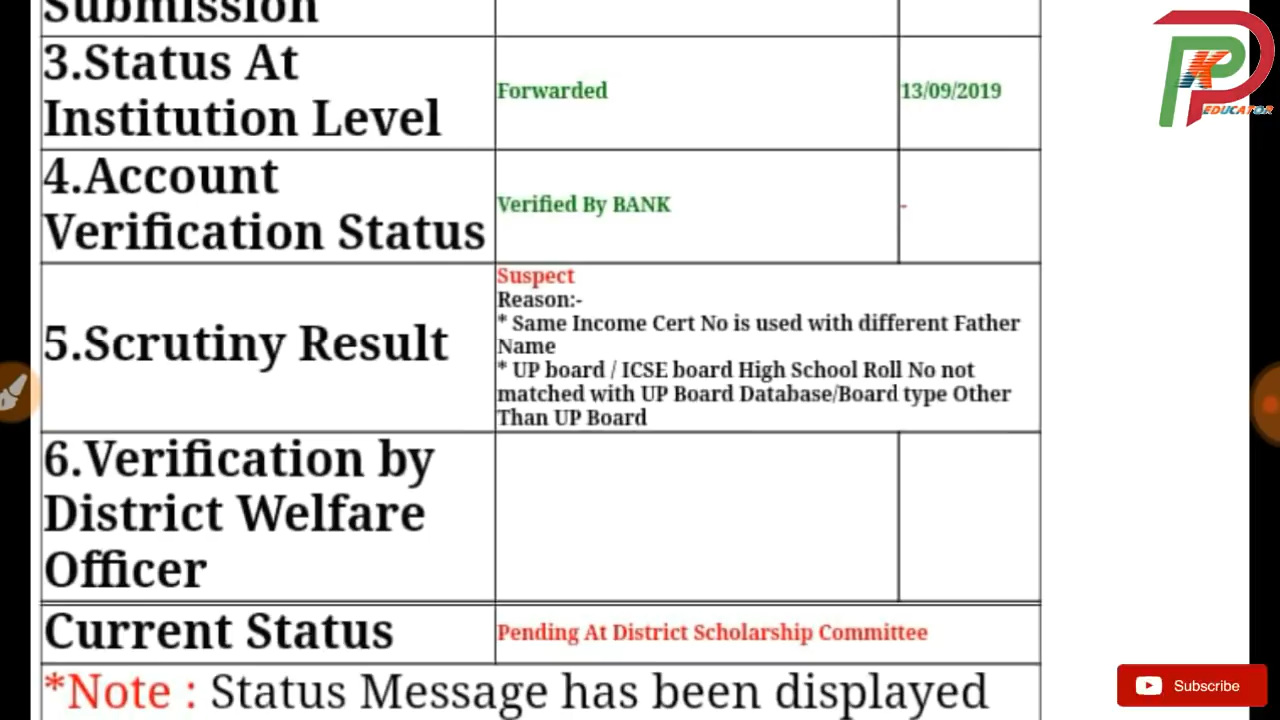 Submission
3.Status At
Institution Level
Forwarded
13/09/2019
4.Account
Verification Status
Verified By BANK
-
5.Scrutiny Result
Suspect
Reason:-
* Same Income Cert No is used with different Father
Name
* UP board / ICSE board High School Roll No not
matched with UP Board Database/Board type Other
Than UP Board
6.Verification by
District Welfare
Officer
Current Status
Pending At District Scholarship Committee
*Note : Status Message has been displayed
PK
EDUCATOR
Subscribe